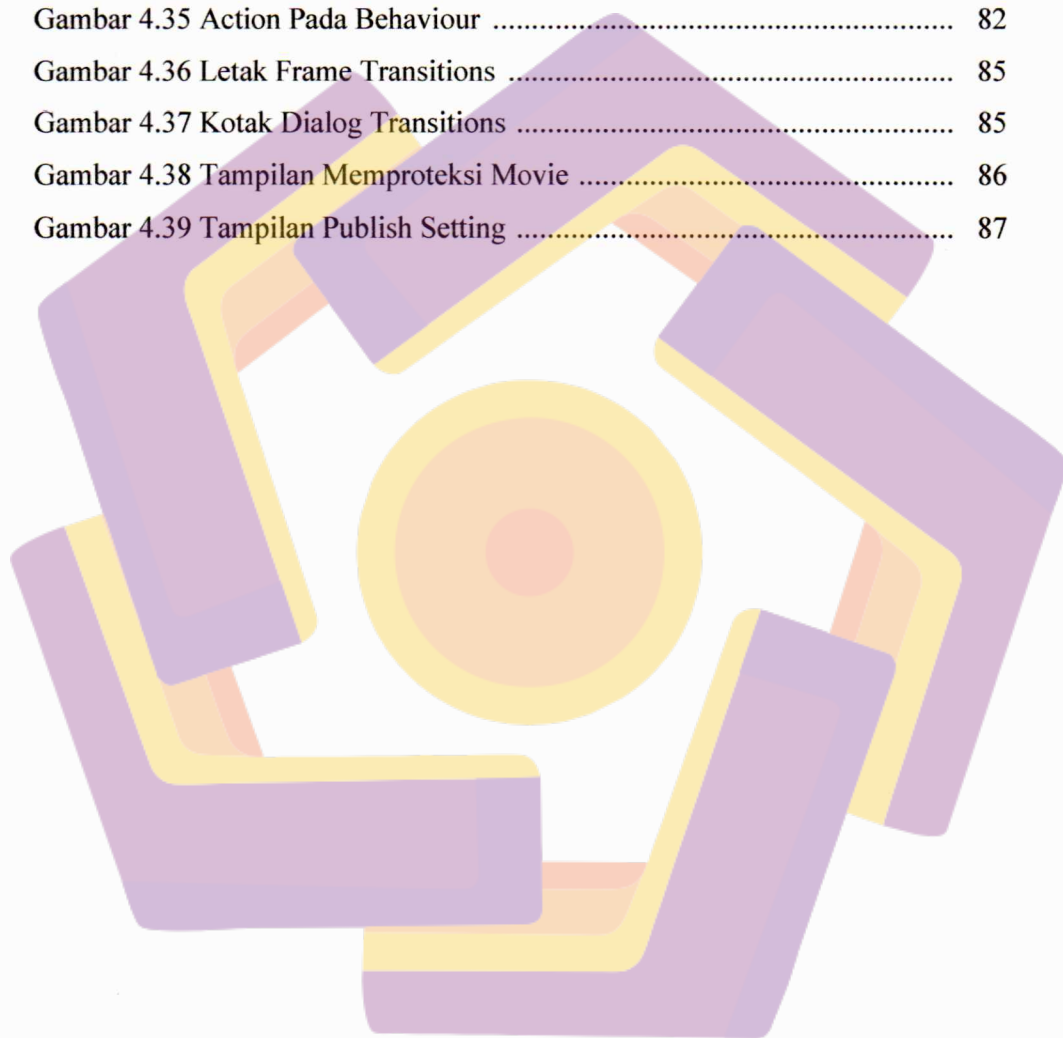 Gambar 4.35 Action Pada Behaviour ........................................................... 82
Gambar 4.36 Letak Frame Transitions ......................................................... 85
Gambar 4.37 Kotak Dialog Transitions ........................................................ 85
Gambar 4.38 Tampilan Memproteksi Movie ................................................ 86
Gambar 4.39 Tampilan Publish Setting ........................................................ 87